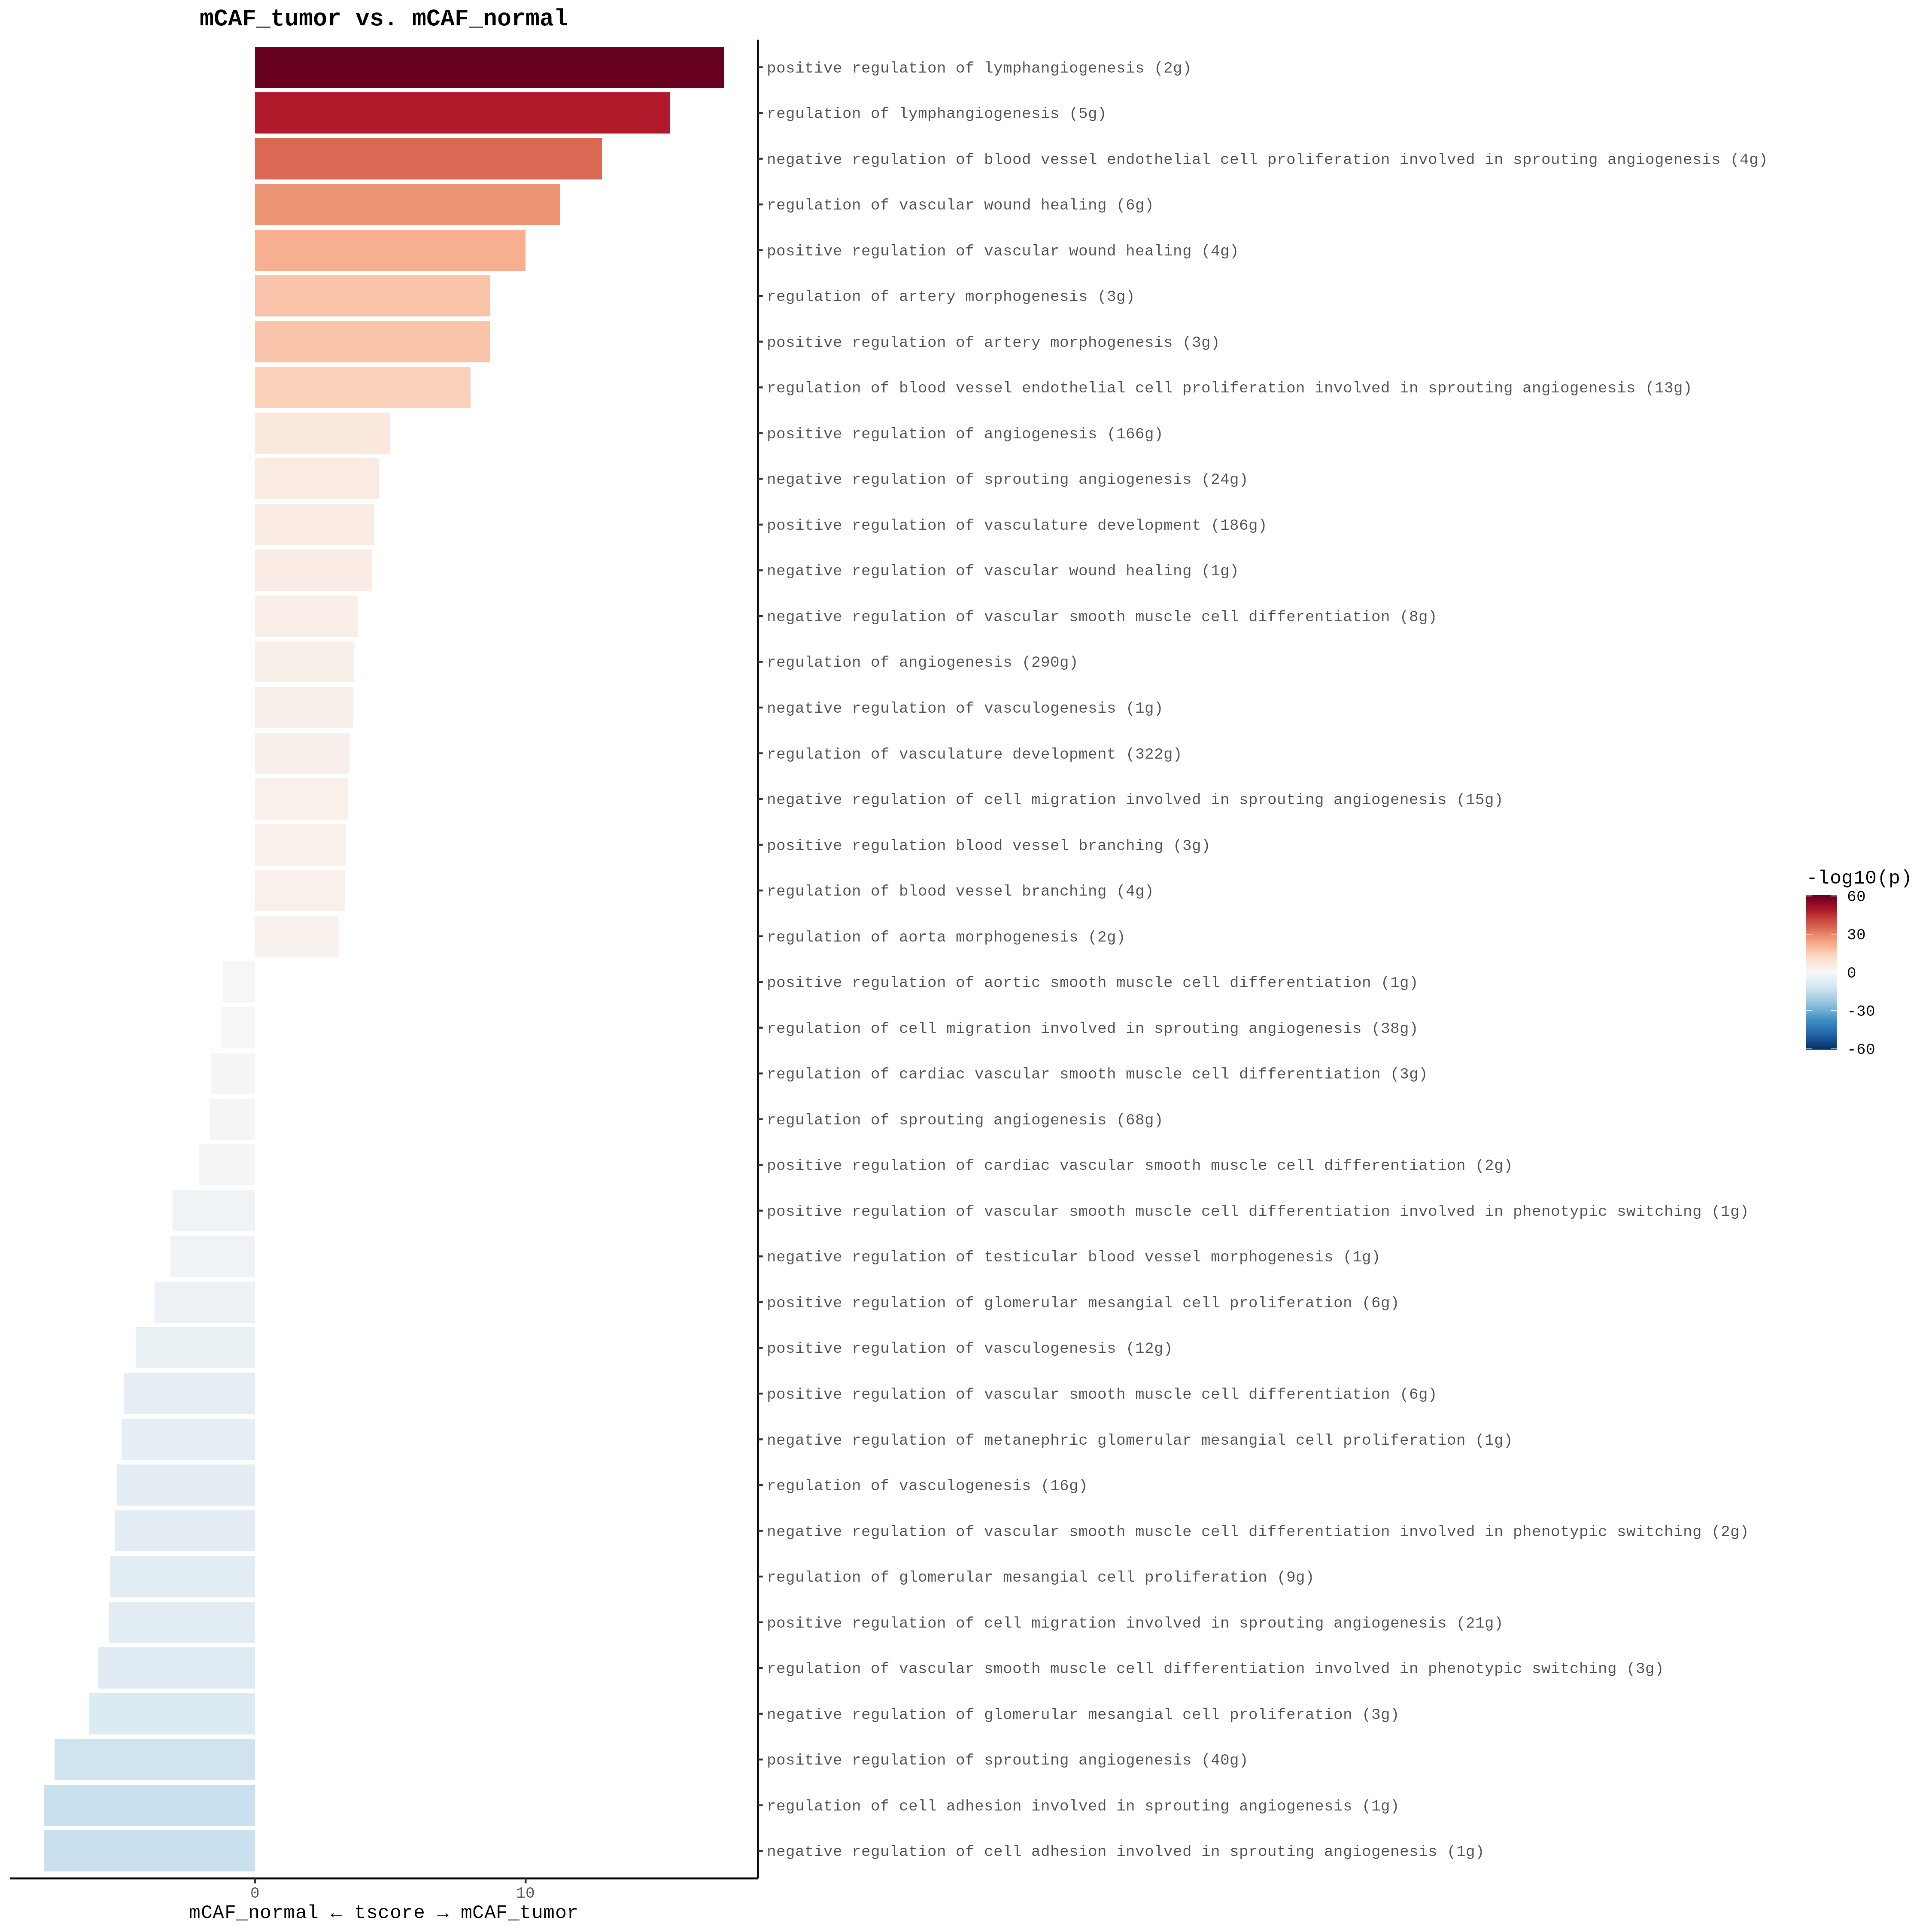 mCAF_tumor vs. mCAF_normal
positive regulation of lymphangiogenesis (2g)
regulation of lymphangiogenesis (5g)
negative regulation of blood vessel endothelial cell proliferation involved in sprouting angiogenesis (4g)
regulation of vascular wound healing (6g)
positive regulation of vascular wound healing (4g)
regulation of artery morphogenesis (3g)
positive regulation of artery morphogenesis (3g)
regulation of blood vessel endothelial cell proliferation involved in sprouting angiogenesis (13g)
positive regulation of angiogenesis (166g)
negative regulation of sprouting angiogenesis (24g)
positive regulation of vasculature development (186g)
negative regulation of vascular wound healing (1g)
negative regulation of vascular smooth muscle cell differentiation (8g)
regulation of angiogenesis (290g)
negative regulation of vasculogenesis (1g)
regulation of vasculature development (322g)
negative regulation of cell migration involved in sprouting angiogenesis (15g)
positive regulation blood vessel branching (3g)
regulation of blood vessel branching (4g)
regulation of aorta morphogenesis (2g)
positive regulation of aortic smooth muscle cell differentiation (1g)
regulation of cell migration involved in sprouting angiogenesis (38g)
regulation of cardiac vascular smooth muscle cell differentiation (3g)
regulation of sprouting angiogenesis (68g)
positive regulation of cardiac vascular smooth muscle cell differentiation (2g)
positive regulation of vascular smooth muscle cell differentiation involved in phenotypic switching (1g)
negative regulation of testicular blood vessel morphogenesis (1g)
positive regulation of glomerular mesangial cell proliferation (6g)
positive regulation of vasculogenesis (12g)
positive regulation of vascular smooth muscle cell differentiation (6g)
negative regulation of metanephric glomerular mesangial cell proliferation (1g)
regulation of vasculogenesis (16g)
negative regulation of vascular smooth muscle cell differentiation involved in phenotypic switching (2g)
regulation of glomerular mesangial cell proliferation (9g)
positive regulation of cell migration involved in sprouting angiogenesis (21g)
regulation of vascular smooth muscle cell differentiation involved in phenotypic switching (3g)
negative regulation of glomerular mesangial cell proliferation (3g)
positive regulation of sprouting angiogenesis (40g)
regulation of cell adhesion involved in sprouting angiogenesis (1g)
negative regulation of cell adhesion involved in sprouting angiogenesis (1g)
0 10
mCAF_normal ← tscore → mCAF_tumor
-log10(p)
60
30
0
-30
-60